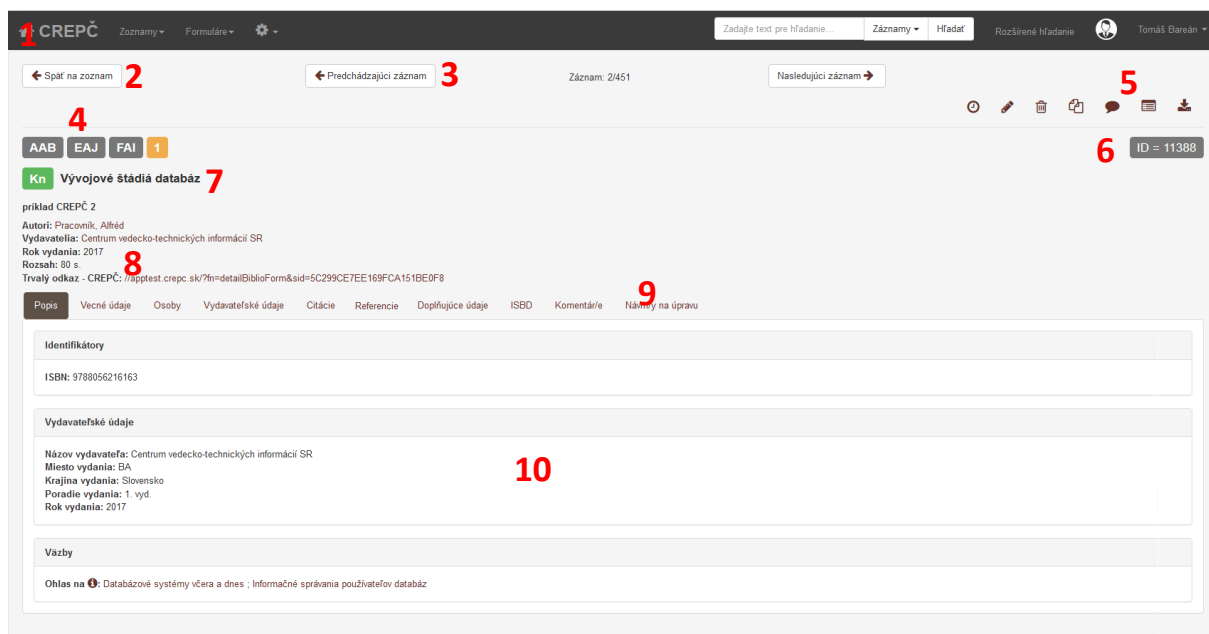 1 CREPČ Zoznamy Formuláre Zadajte text pre hľadanie... Záznamy Hľadať Rozšírené hľadanie Tomáš Bareán
Späť na zoznam 2 Predchádzajúci záznam 3 Záznam: 2/451 Nasledujúci záznam
5
4
AAB EAJ FAI 1 6 ID = 11388
Kn Vývojové štádiá databáz 7
príklad CREPČ 2
Autori: Pracovník, Alfréd
Vydavatelia: Centrum vedecko-technických informácií SR
Rok vydania: 2017
Rozsah: 80 s. 8
Trvalý odkaz - CREPČ: //apptest.crepc.sk/?fn=detailBiblioForm&sid=5C299CE7EE169FCA151BE0F8
9
Popis Vecné údaje Osoby Vydavateľské údaje Citácie Referencie Doplňujúce údaje ISBD Komentár/e Návrh/y na úpravu
Identifikátory
ISBN: 9788056216163
Vydavateľské údaje
Názov vydavateľa: Centrum vedecko-technických informácií SR
Miesto vydania: BA 10
Krajina vydania: Slovensko
Poradie vydania: 1. vyd.
Rok vydania: 2017
Väzby
Ohlas na : Databázové systémy včera a dnes ; Informačné správania používateľov databáz